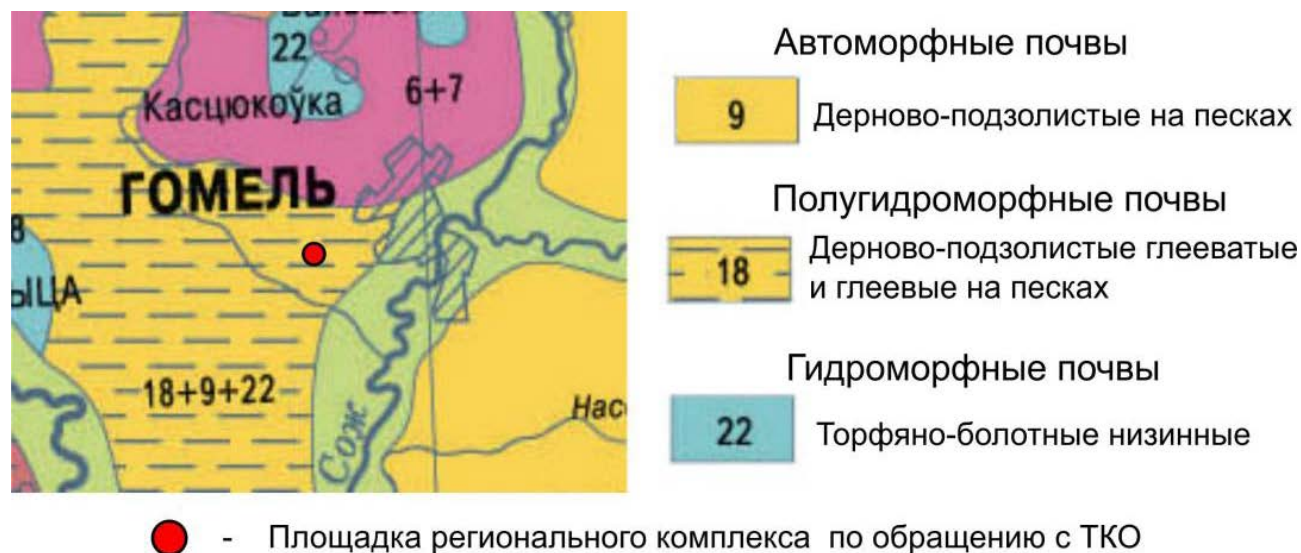 22
6+7
Касцюкоўка
ГОМЕЛЬ
8
ЫЦА
18+9+22
Сож
Нас
Автоморфные почвы
9
Дерново-подзолистые на песках
Полугидроморфные почвы
18
Дерново-подзолистые глееватые
и глеевые на песках
Гидроморфные почвы
22
Торфяно-болотные низинные
- Площадка регионального комплекса по обращению с ТКО